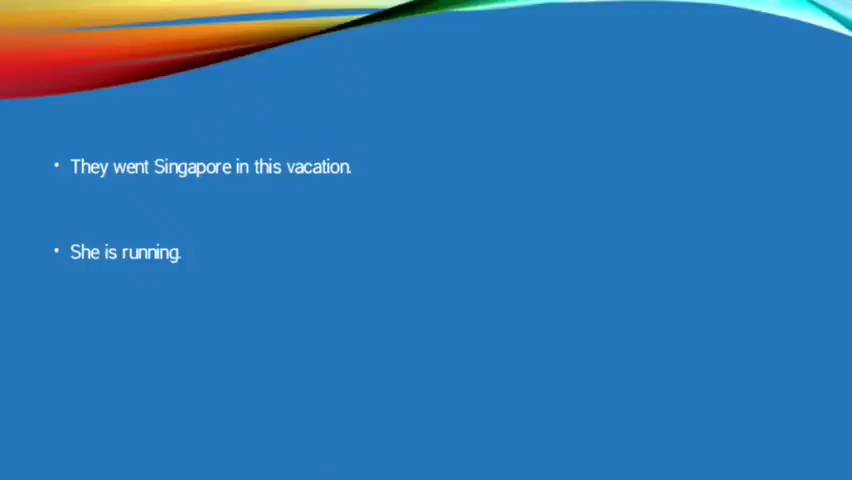 • They went Singapore in this vacation.
• She is running.